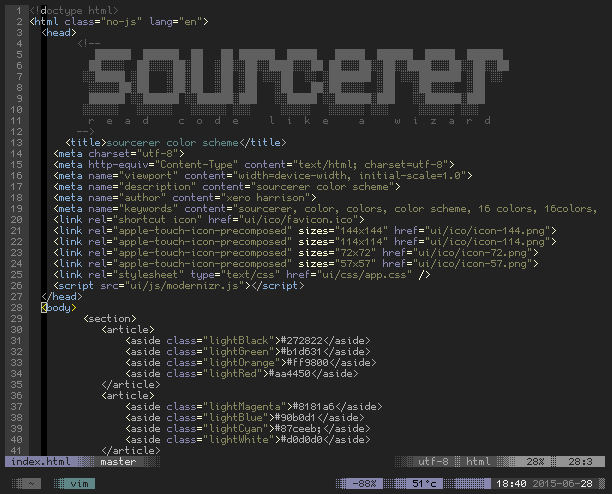 1 <!doctype html>
2 <html class="no-js" lang="en">
3 <head>
4 <!--
5
6
7 sourcerer
8
9
10
11 read code like a wizard
12 -->
13 <title>sourcerer color scheme</title>
14 <meta charset="utf-8">
15 <meta http-equiv="Content-Type" content="text/html; charset=utf-8">
16 <meta name="viewport" content="width=device-width, initial-scale=1.0">
17 <meta name="description" content="sourcerer color scheme">
18 <meta name="author" content="xero harrison">
19 <meta name="keywords" content="sourcerer, color, colors, color scheme, 16 colors, 16colors,
20 <link rel="shortcut icon" href="ui/ico/favicon.ico">
21 <link rel="apple-touch-icon-precomposed" sizes="144x144" href="ui/ico/icon-144.png">
22 <link rel="apple-touch-icon-precomposed" sizes="114x114" href="ui/ico/icon-114.png">
23 <link rel="apple-touch-icon-precomposed" sizes="72x72" href="ui/ico/icon-72.png">
24 <link rel="apple-touch-icon-precomposed" sizes="57x57" href="ui/ico/icon-57.png">
25 <link rel="stylesheet" type="text/css" href="ui/css/app.css" />
26 <script src="ui/js/modernizr.js"></script>
27 </head>
28 <body>
29 <section>
30 <article>
31 <aside class="lightBlack">#272822</aside>
32 <aside class="lightGreen">#b1d631</aside>
33 <aside class="lightOrange">#ff9800</aside>
34 <aside class="lightRed">#aa4450</aside>
35 </article>
36 <article>
37 <aside class="lightMagenta">#8181a6</aside>
38 <aside class="lightBlue">#90b0d1</aside>
39 <aside class="lightCyan">#87ceeb;</aside>
40 <aside class="lightWhite">#d0d0d0</aside>
41 </article>
index.html master utf-8 html 28% 28:3
~ vim ~88% 51°c 18:40 2015-06-28